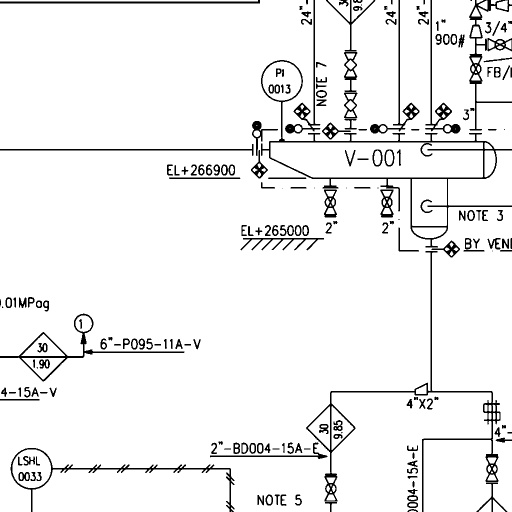 24"
30
9.8
24"
24"
1"
900#
3/4"
FB/
PI
0013
NOTE 7
3"
V-001
EL+266900
2"
2"
NOTE 3
EL+265000
BY VEN
0.01MPag
1
6"-P095-11A-V
30
1.90
4-15A-V
4"X2"
30
9.85
4"-
2"-BD004-15A-E
D004-15A-E
LSHL
0033
NOTE 5